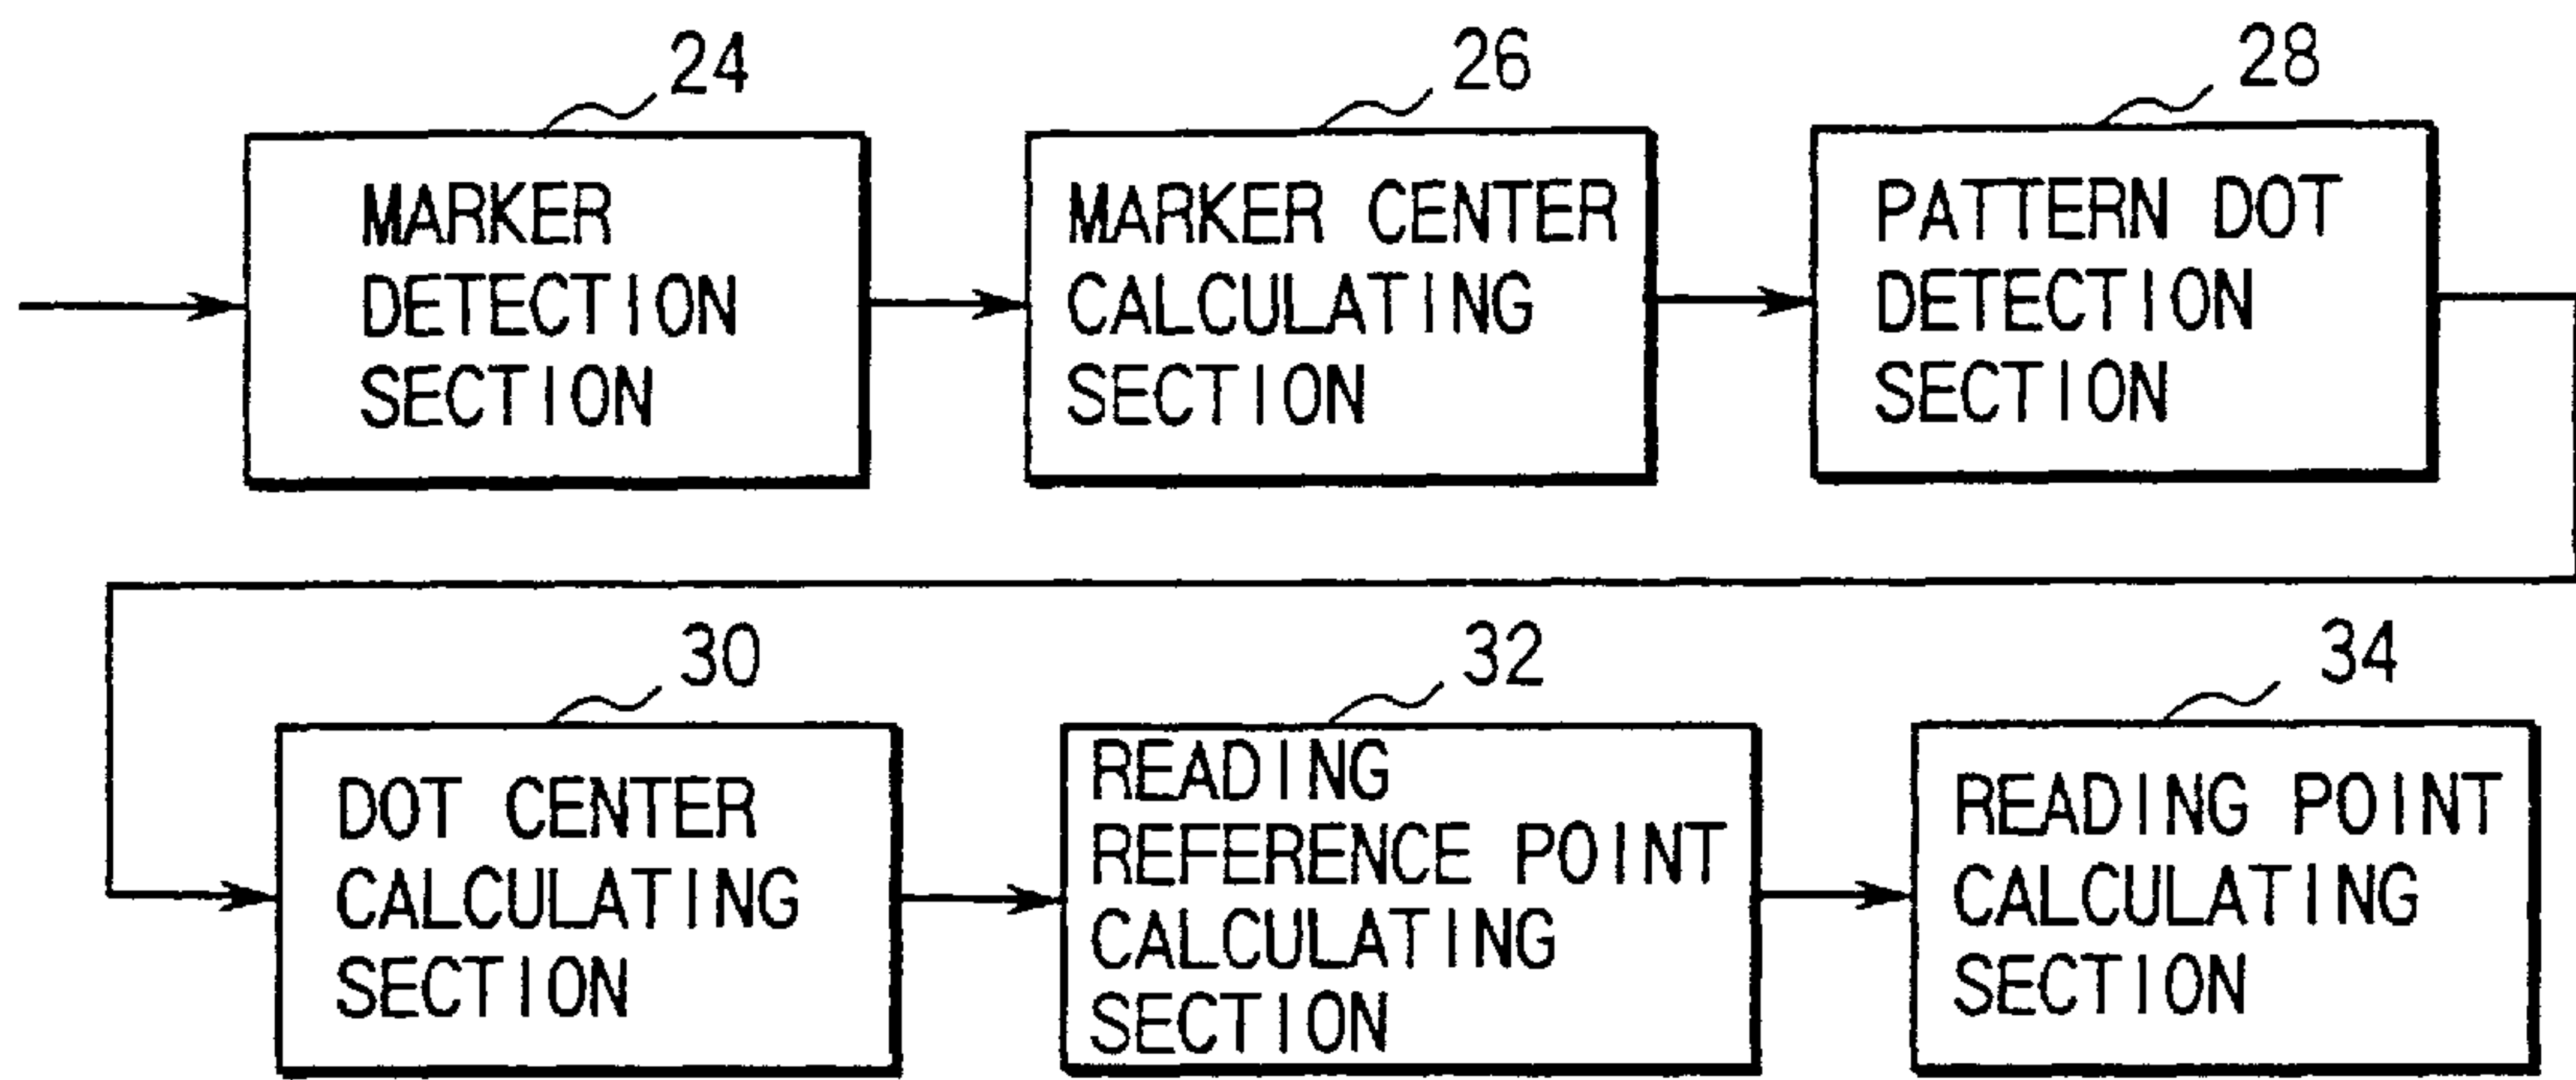 24
MARKER
DETECTION
SECTION
26
MARKER CENTER
CALCULATING
SECTION
28
PATTERN DOT
DETECTION
SECTION
30
DOT CENTER
CALCULATING
SECTION
32
READING
REFERENCE POINT
CALCULATING
SECTION
34
READING POINT
CALCULATING
SECTION